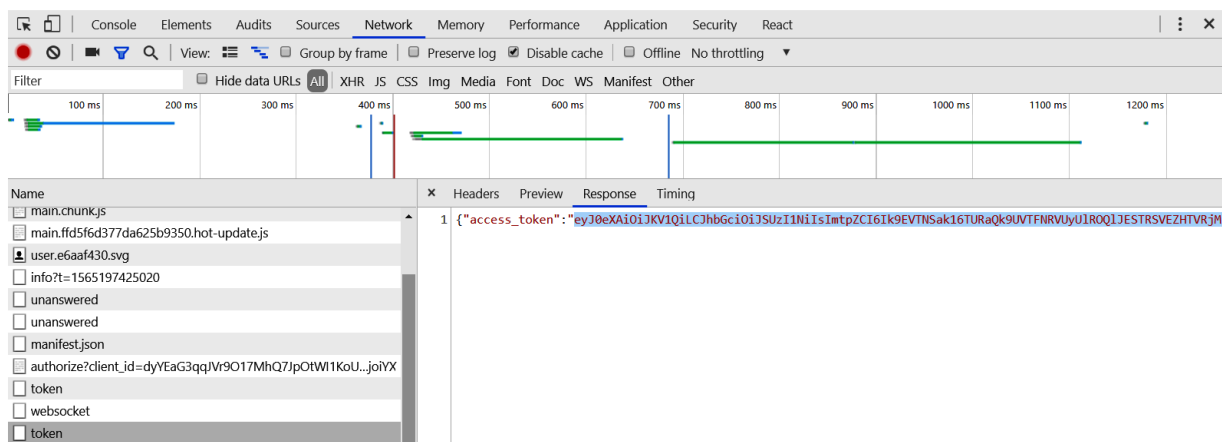 Console Elements Audits Sources Network Memory Performance Application Security React
View: Group by frame Preserve log Disable cache Offline No throttling
Filter Hide data URLs All XHR JS CSS Img Media Font Doc WS Manifest Other
100 ms 200 ms 300 ms 400 ms 500 ms 600 ms 700 ms 800 ms 900 ms 1000 ms 1100 ms 1200 ms
Name
Headers Preview Response Timing
main.chunk.js
main.ffd5f6d377da625b9350.hot-update.js
user.e6aaf430.svg
info?t=1565197425020
unanswered
unanswered
manifest.json
authorize?client_id=dyYEaG3qqJVr9O17MhQ7JpOtWI1KoU...joiYX
token
websocket
token
1 {"access_token":"eyJ0eXAiOiJKV1QiLCJhbGciOiJSUzI1NiIsImtpZCI6Ik9EVTNSak16TURaQk9UVTFNRVUyUlROQlJESTRSVEZHTVRjM